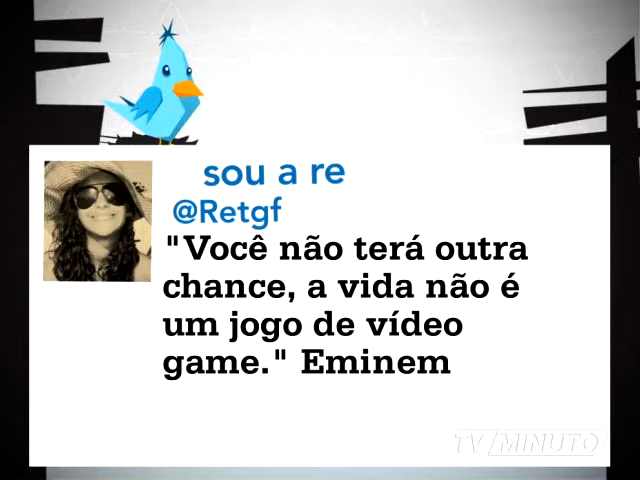 sou a re
@Retgf
"Você não terá outra
chance, a vida não é
um jogo de vídeo
game." Eminem
TV MINUTO